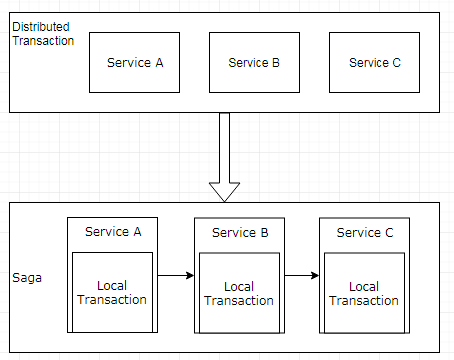 Distributed
Transaction
Service A
Service B
Service C
Saga
Service A
Local
Transaction
Service B
Local
Transaction
Service C
Local
Transaction